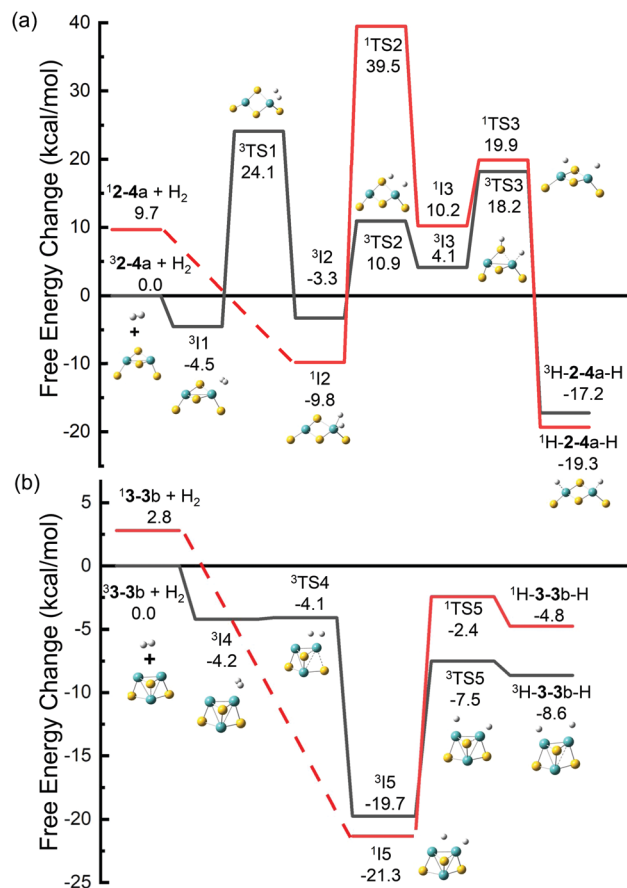 (a)
Free Energy Change (kcal/mol)
40
30
20
10
0
-10
-20
¹2-4a + H₂
9.7
³2-4a + H₂
0.0
+
³I1
-4.5
³TS1
24.1
³I2
-3.3
¹I2
-9.8
¹TS2
39.5
³TS2
10.9
¹I3
10.2
³I3
4.1
¹TS3
19.9
³TS3
18.2
³H-2-4a-H
-17.2
¹H-2-4a-H
-19.3
(b)
Free Energy Change (kcal/mol)
5
0
-5
-10
-15
-20
-25
¹3-3b + H₂
2.8
³3-3b + H₂
0.0
+
³I4
-4.2
³TS4
-4.1
³I5
-19.7
¹I5
-21.3
¹TS5
-2.4
³TS5
-7.5
¹H-3-3b-H
-4.8
³H-3-3b-H
-8.6